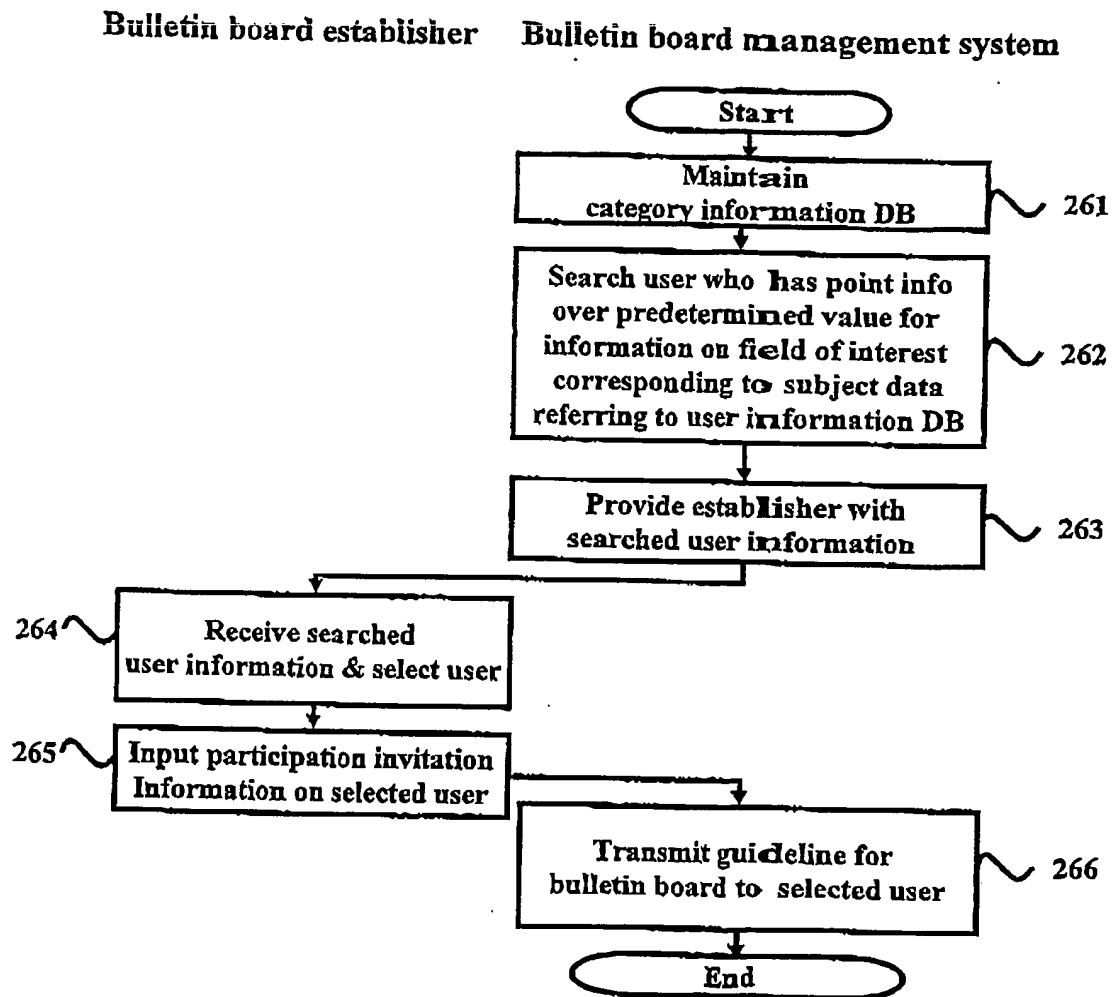 Bulletin board establisher
Bulletin board management system
Start
Maintain
category information DB
261
Search user who has point info
over predetermined value for
information on field of interest
corresponding to subject data
referring to user information DB
262
Provide establisher with
searched user information
263
264
Receive searched
user information & select user
265
Input participation invitation
Information on selected user
Transmit guideline for
bulletin board to selected user
266
End